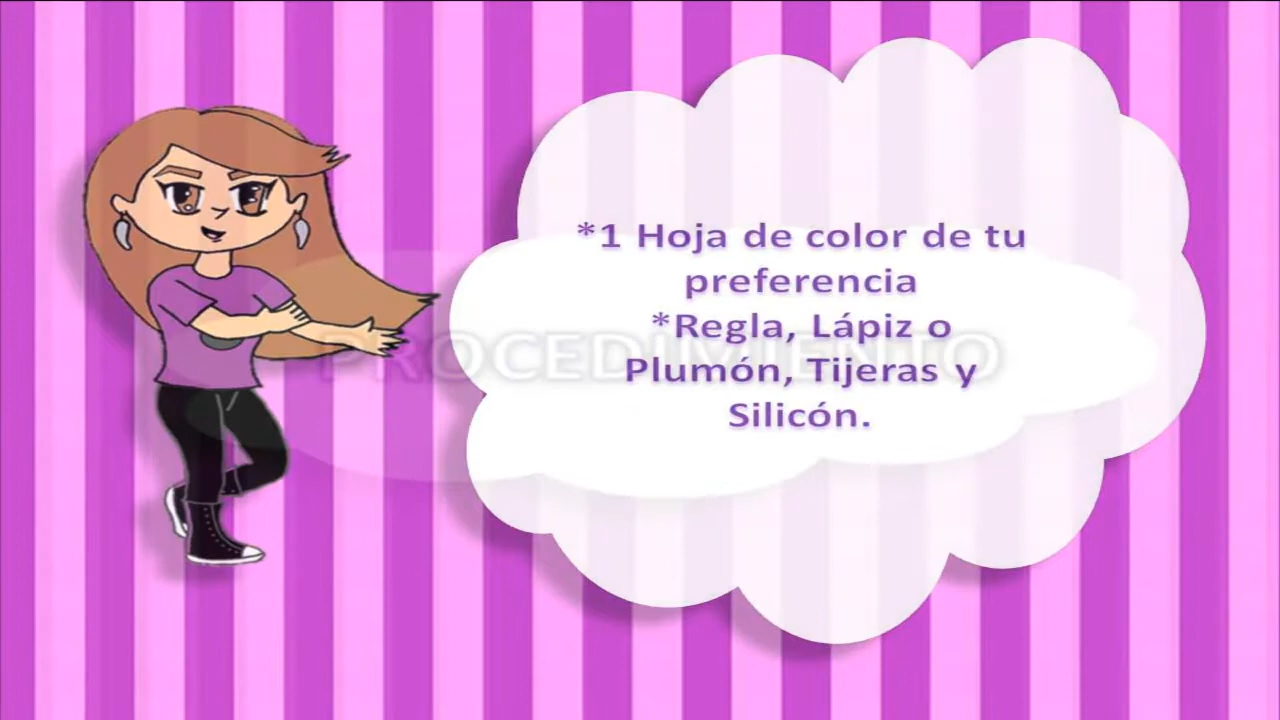 *1 Hoja de color de tu
preferencia
*Regla, Lápiz o
PROCEDIMIENTO
Plumón, Tijeras y
Silicón.